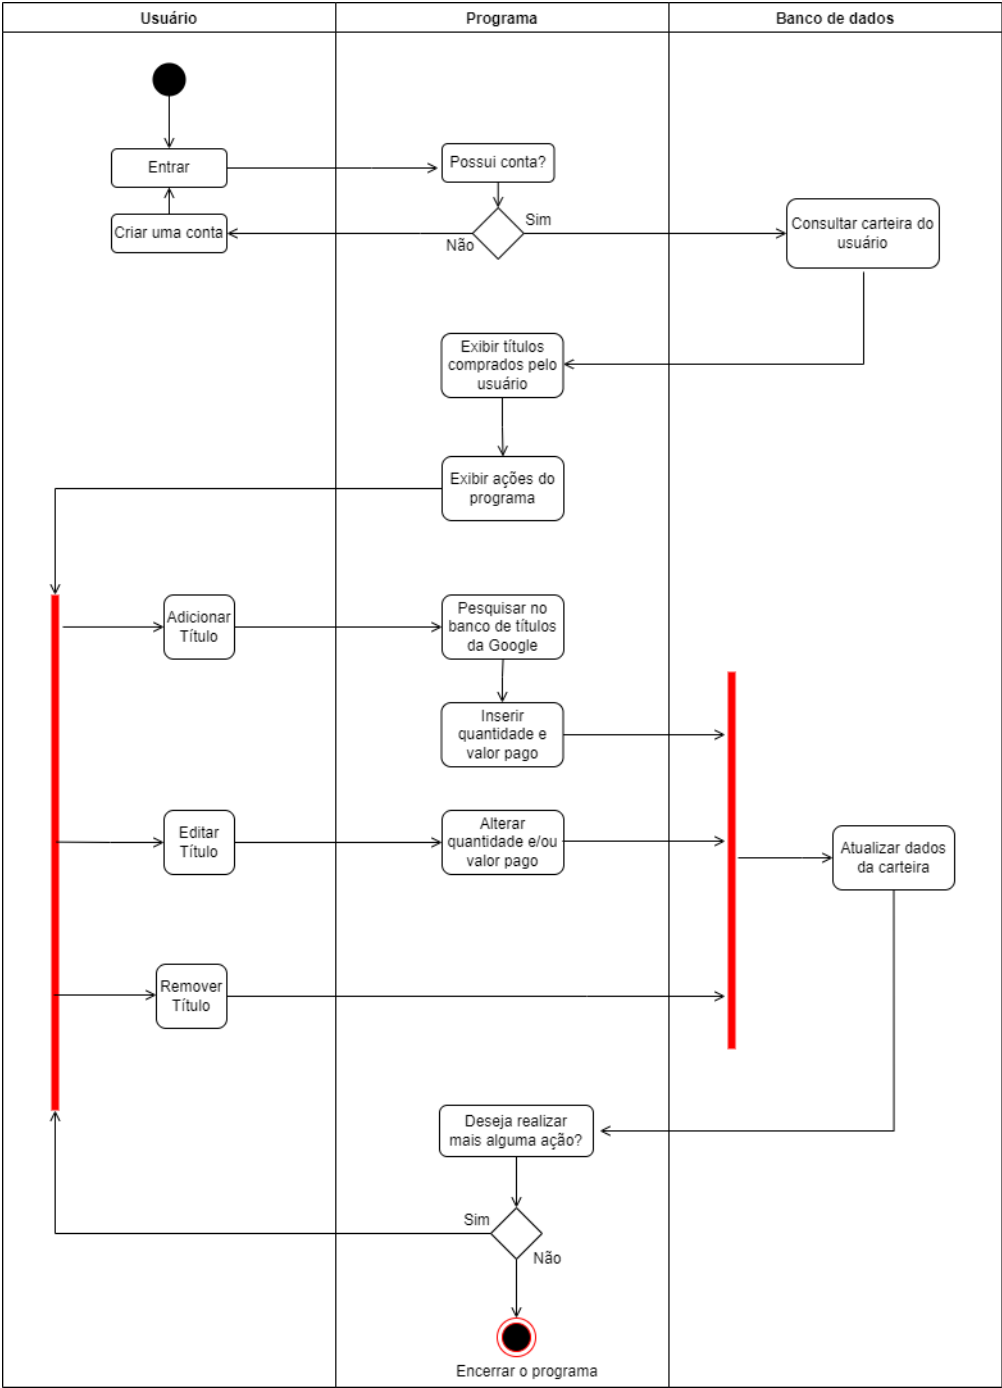 Usuário
Programa
Banco de dados
Entrar
Possui conta?
Criar uma conta
Não
Sim
Consultar carteira do
usuário
Exibir títulos
comprados pelo
usuário
Exibir ações do
programa
Adicionar
Título
Pesquisar no
banco de títulos
da Google
Inserir
quantidade e
valor pago
Editar
Título
Alterar
quantidade e/ou
valor pago
Atualizar dados
da carteira
Remover
Título
Deseja realizar
mais alguma ação?
Sim
Não
Encerrar o programa